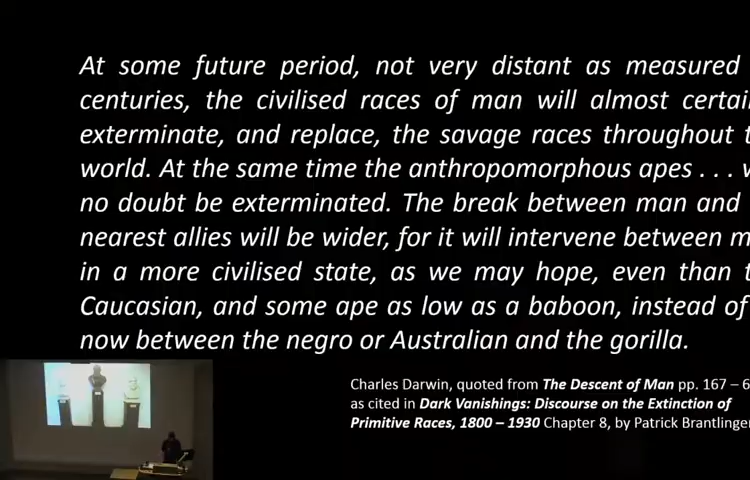 At some future period, not very distant as measured
centuries, the civilised races of man will almost certai
exterminate, and replace, the savage races throughout t
world. At the same time the anthropomorphous apes . . . w
no doubt be exterminated. The break between man and
nearest allies will be wider, for it will intervene between m
in a more civilised state, as we may hope, even than t
Caucasian, and some ape as low as a baboon, instead of
now between the negro or Australian and the gorilla.
Charles Darwin, quoted from The Descent of Man pp. 167 – 6
as cited in Dark Vanishings: Discourse on the Extinction of
Primitive Races, 1800 – 1930 Chapter 8, by Patrick Brantlinger